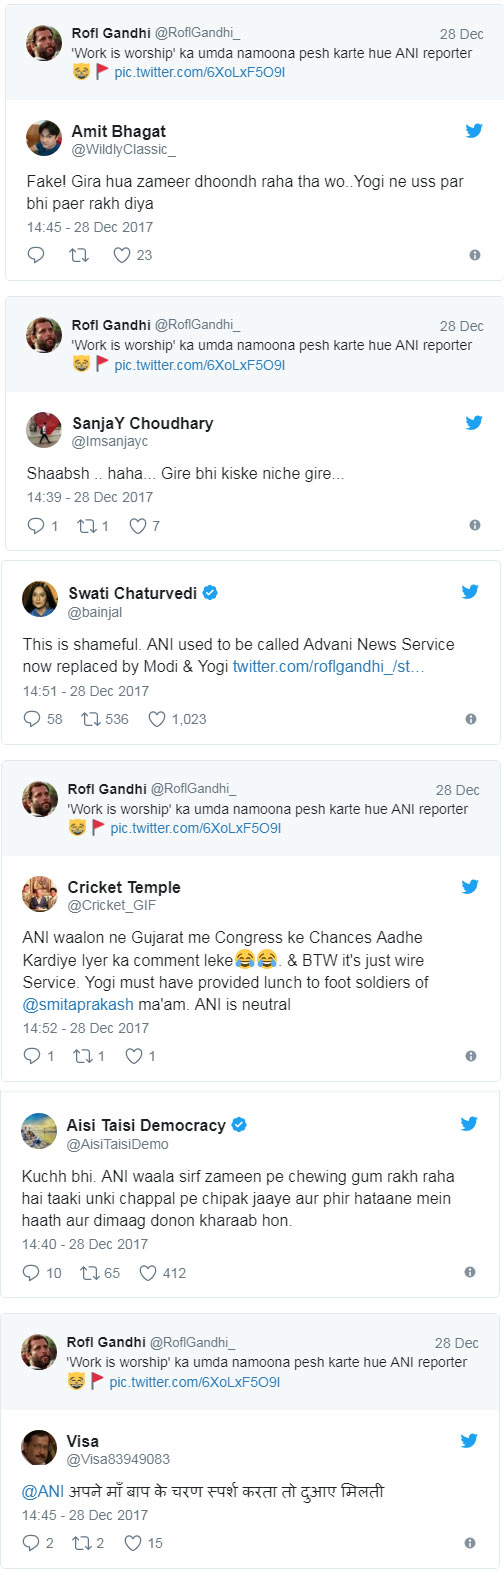 Rofl Gandhi @RoflGandhi_ 28 Dec
'Work is worship' ka umda namoona pesh karte hue ANI reporter
😸🚩 pic.twitter.com/6XoLxF5O9I
Amit Bhagat
@WildlyClassic_
Fake! Gira hua zameer dhoondh raha tha wo..Yogi ne uss par
bhi paer rakh diya
14:45 - 28 Dec 2017
23
Rofl Gandhi @RoflGandhi_ 28 Dec
'Work is worship' ka umda namoona pesh karte hue ANI reporter
😸🚩 pic.twitter.com/6XoLxF5O9I
SanjaY Choudhary
@Imsanjayc
Shaabsh .. haha... Gire bhi kiske niche gire...
14:39 - 28 Dec 2017
1 1 7
Swati Chaturvedi
@bainjal
This is shameful. ANI used to be called Advani News Service
now replaced by Modi & Yogi twitter.com/roflgandhi_/st…
14:51 - 28 Dec 2017
58 536 1,023
Rofl Gandhi @RoflGandhi_ 28 Dec
'Work is worship' ka umda namoona pesh karte hue ANI reporter
😸🚩 pic.twitter.com/6XoLxF5O9I
Cricket Temple
@Cricket_GIF
ANI waalon ne Gujarat me Congress ke Chances Aadhe
Kardiye Iyer ka comment leke😂😂. & BTW it's just wire
Service. Yogi must have provided lunch to foot soldiers of
@smitaprakash ma'am. ANI is neutral
14:52 - 28 Dec 2017
1 1 1
Aisi Taisi Democracy
@AisiTaisiDemo
Kuchh bhi. ANI waala sirf zameen pe chewing gum rakh raha
hai taaki unki chappal pe chipak jaaye aur phir hataane mein
haath aur dimaag donon kharaab hon.
14:40 - 28 Dec 2017
10 65 412
Rofl Gandhi @RoflGandhi_ 28 Dec
'Work is worship' ka umda namoona pesh karte hue ANI reporter
😸🚩 pic.twitter.com/6XoLxF5O9I
Visa
@Visa83949083
@ANI अपने माँ बाप के चरण स्पर्श करता तो दुआए मिलती
14:45 - 28 Dec 2017
2 2 15